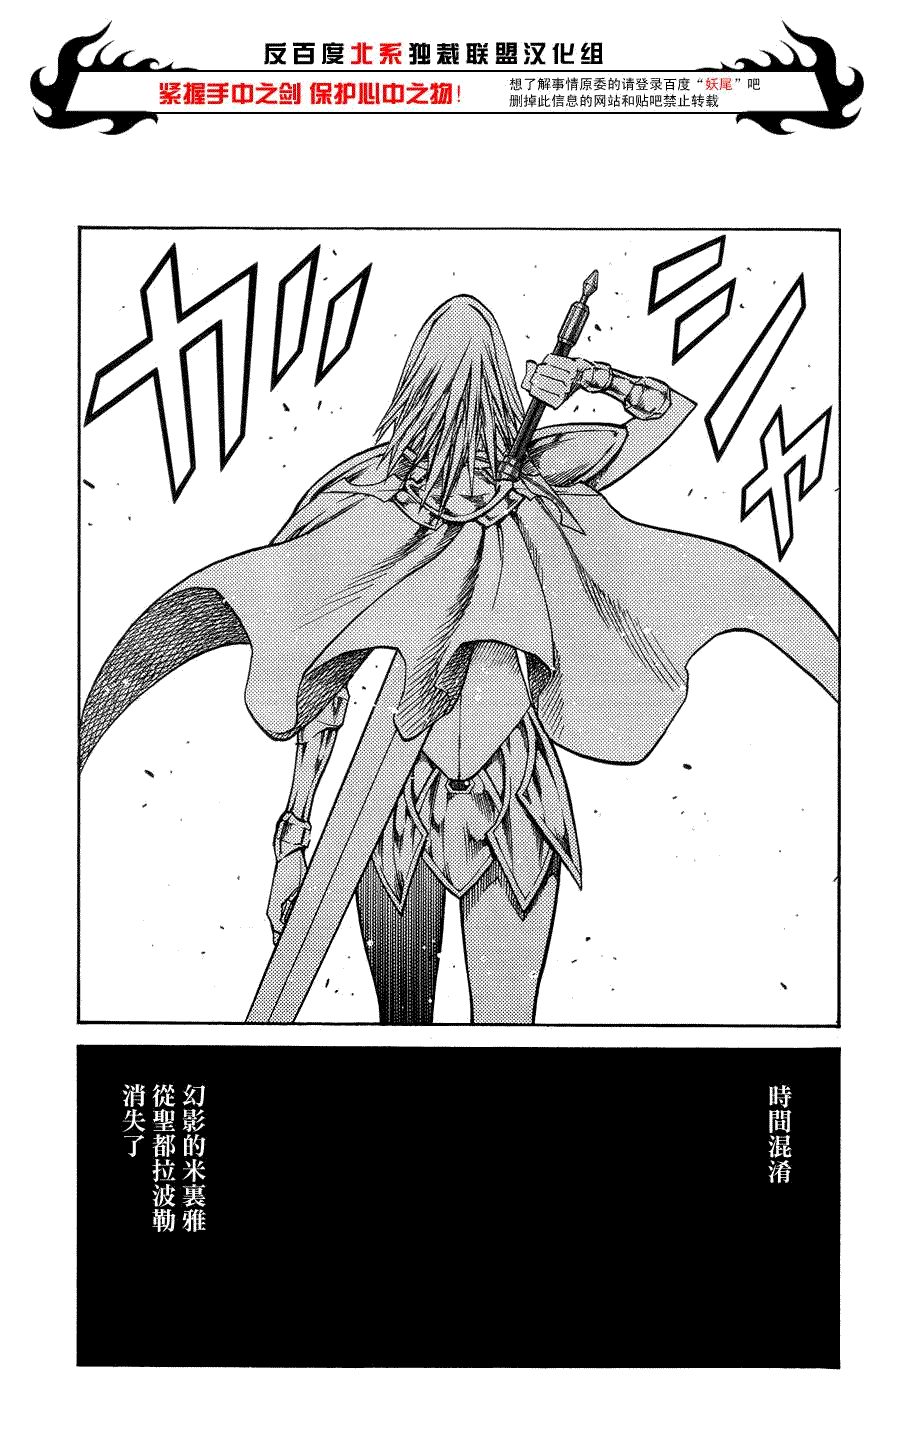 反百度北系独裁联盟汉化组
紧握手中之剑 保护心中之物!
想了解事情原委的请登录百度“妖尾”吧
删掉此信息的网站和贴吧禁止转载
ガシャ
ガッ
時間混淆
幻影的米裏雅
從聖都拉波勒
消失了